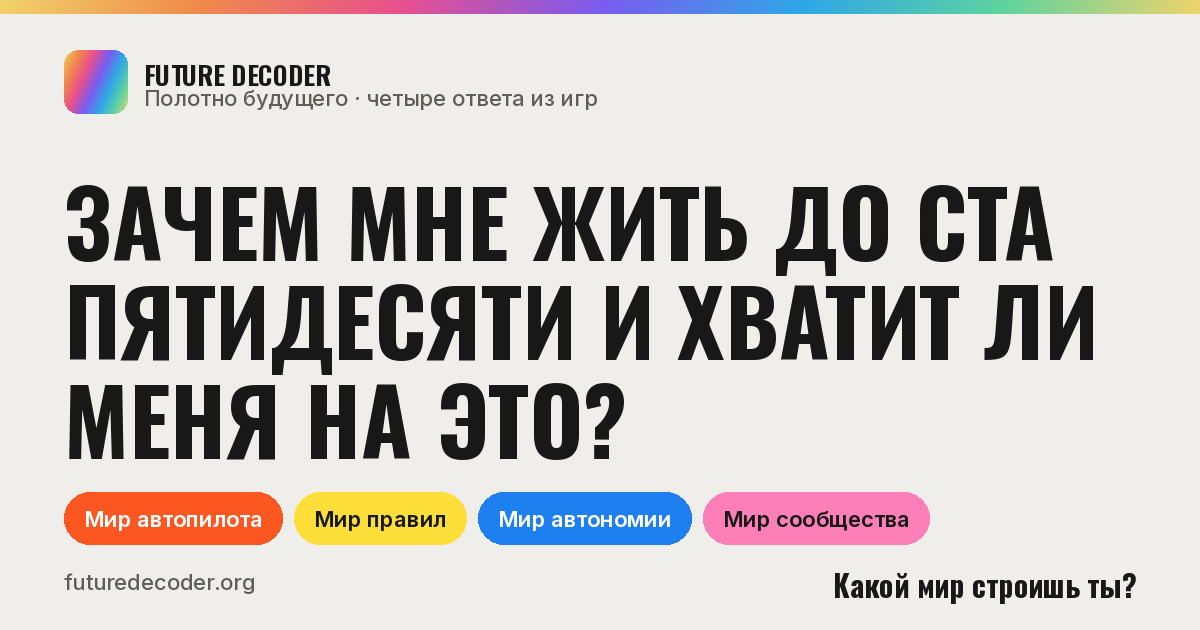 FUTURE DECODER
Полотно будущего · четыре ответа из игр
ЗАЧЕМ МНЕ ЖИТЬ ДО СТА
ПЯТИДЕСЯТИ И ХВАТИТ ЛИ
МЕНЯ НА ЭТО?
Мир автопилота Мир правил Мир автономии Мир сообщества
futuredecoder.org Какой мир строишь ты?